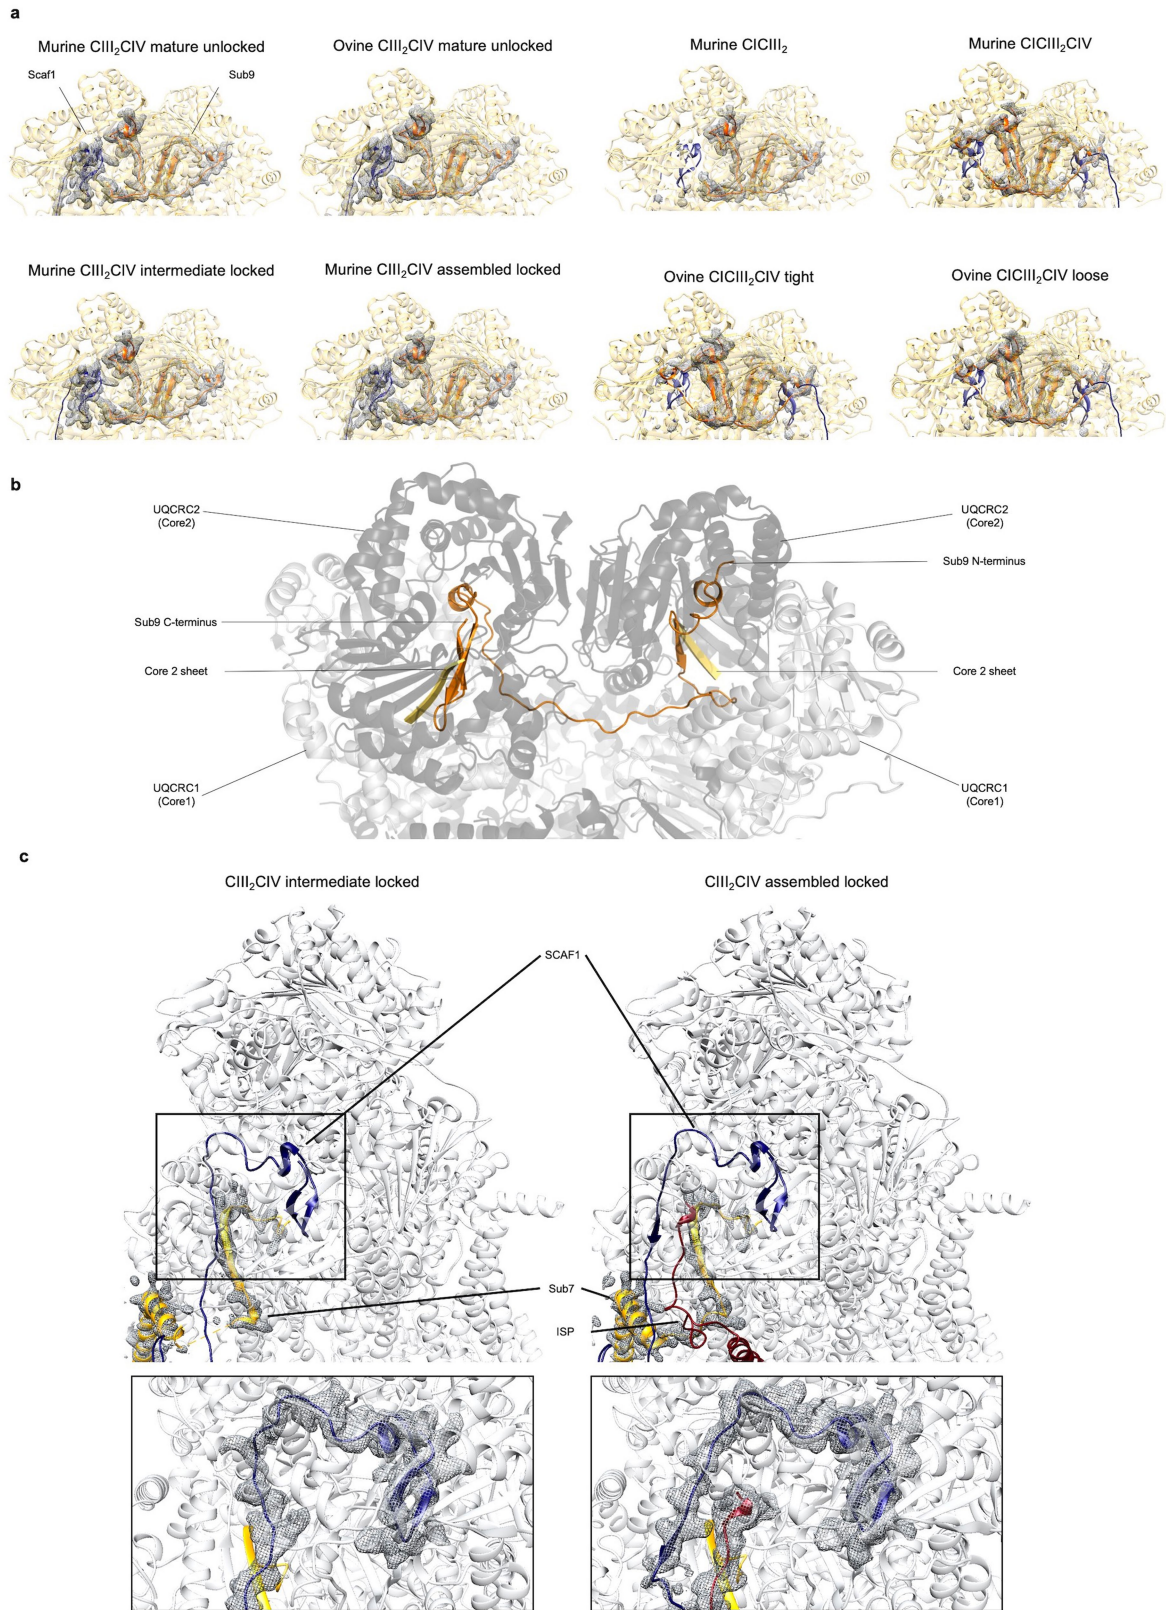 a
Murine CIII₂CIV mature unlocked
Ovine CIII₂CIV mature unlocked
Murine CICIII₂
Murine CICIII₂CIV
Scaf1
Sub9
Murine CIII₂CIV intermediate locked
Murine CIII₂CIV assembled locked
Ovine CICIII₂CIV tight
Ovine CICIII₂CIV loose
b
UQCRC2
(Core2)
UQCRC2
(Core2)
Sub9 N-terminus
Sub9 C-terminus
Core 2 sheet
Core 2 sheet
UQCRC1
(Core1)
UQCRC1
(Core1)
c
CIII₂CIV intermediate locked
CIII₂CIV assembled locked
SCAF1
Sub7
ISP